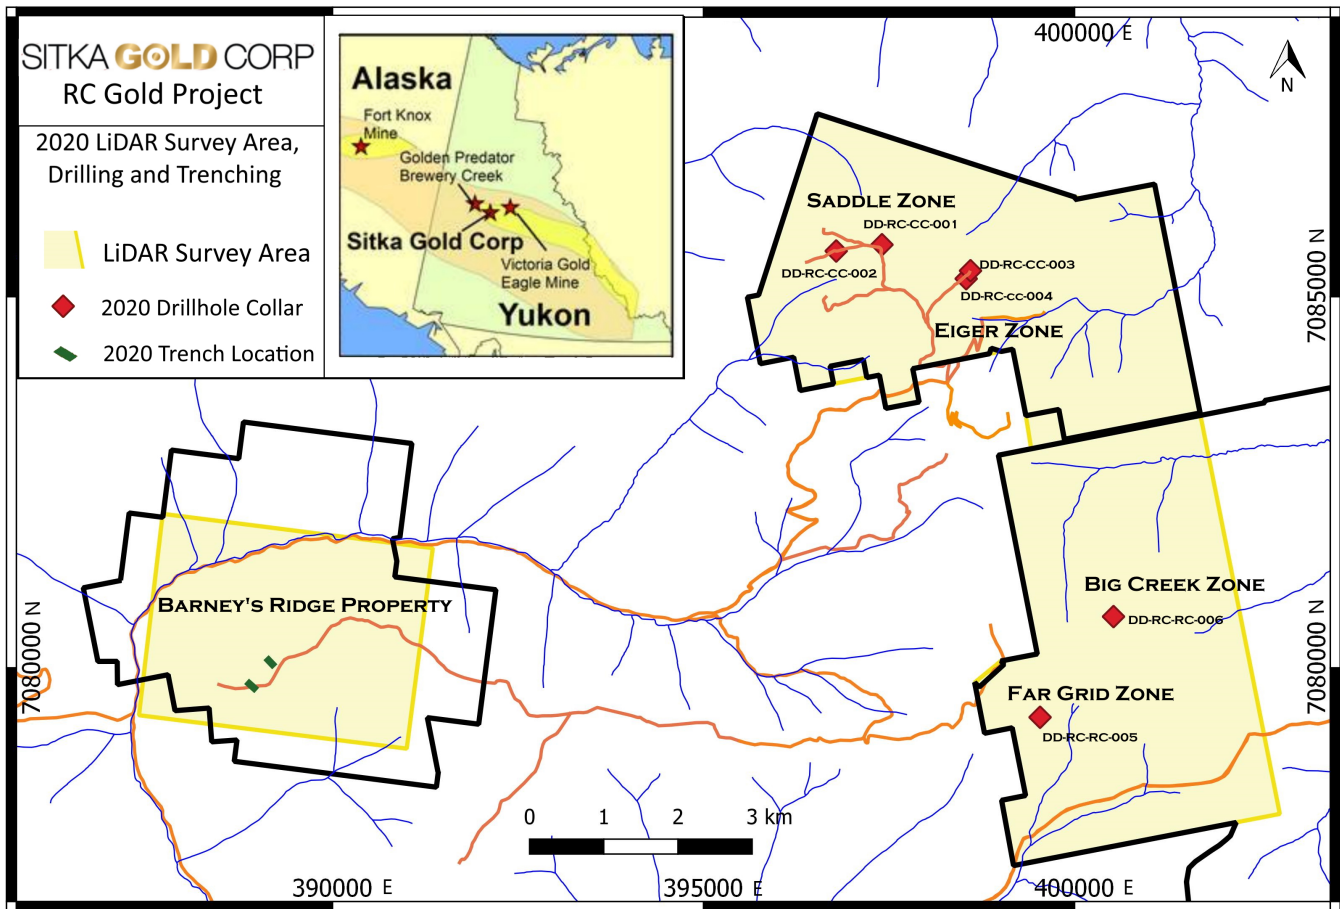 SITKA GOLD CORP
RC Gold Project
2020 LiDAR Survey Area,
Drilling and Trenching
LiDAR Survey Area
2020 Drillhole Collar
2020 Trench Location
Alaska
Fort Knox
Mine
Golden Predator
Brewery Creek
Sitka Gold Corp
Victoria Gold
Eagle Mine
Yukon
400000 E
N
SADDLE ZONE
DD-RC-CC-001
DD-RC-CC-002
DD-RC-CC-003
DD-RC-CC-004
EIGER ZONE
7085000 N
BARNEY'S RIDGE PROPERTY
BIG CREEK ZONE
DD-RC-RC-006
FAR GRID ZONE
DD-RC-RC-005
7080000 N
7080000 N
0 1 2 3 km
390000 E
395000 E
400000 E